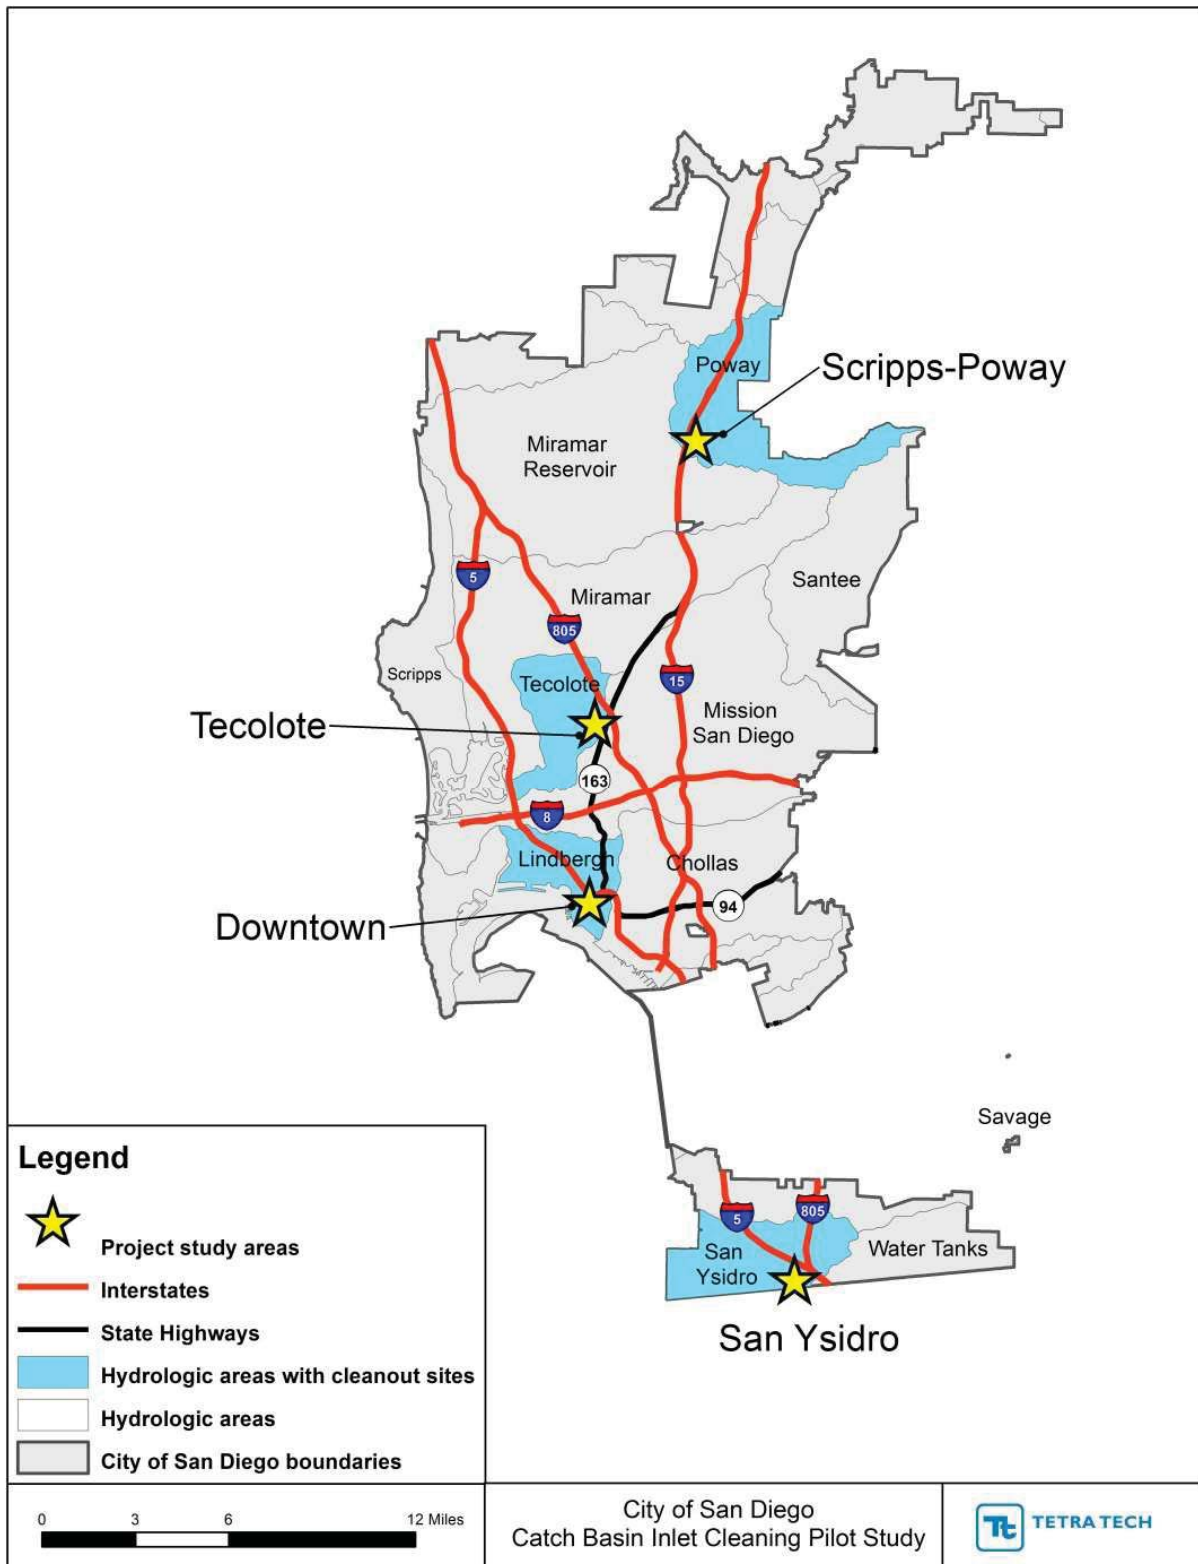 Poway
Scripps-Poway
Miramar
Reservoir
5
Santee
Miramar
805
Scripps
Tecolote
15
Tecolote
Mission
San Diego
163
8
Lindbergh
Chollas
94
Downtown
Savage
5
805
San
Ysidro
Water Tanks
San Ysidro
Legend
Project study areas
Interstates
State Highways
Hydrologic areas with cleanout sites
Hydrologic areas
City of San Diego boundaries
0 3 6 12 Miles
City of San Diego
Catch Basin Inlet Cleaning Pilot Study
Tt TETRA TECH